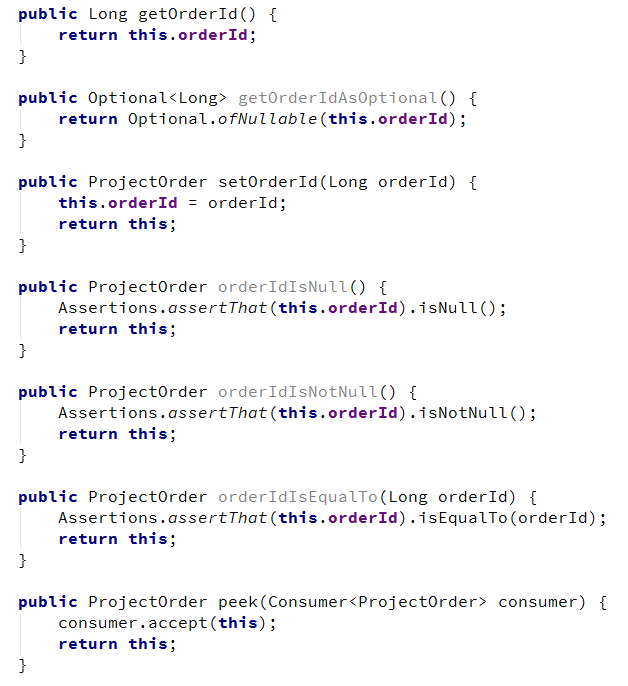 public Long getOrderId() {
    return this.orderId;
}

public Optional<Long> getOrderIdAsOptional() {
    return Optional.ofNullable(this.orderId);
}

public ProjectOrder setOrderId(Long orderId) {
    this.orderId = orderId;
    return this;
}

public ProjectOrder orderIdIsNull() {
    Assertions.assertThat(this.orderId).isNull();
    return this;
}

public ProjectOrder orderIdIsNotNull() {
    Assertions.assertThat(this.orderId).isNotNull();
    return this;
}

public ProjectOrder orderIdIsEqualTo(Long orderId) {
    Assertions.assertThat(this.orderId).isEqualTo(orderId);
    return this;
}

public ProjectOrder peek(Consumer<ProjectOrder> consumer) {
    consumer.accept(this);
    return this;
}